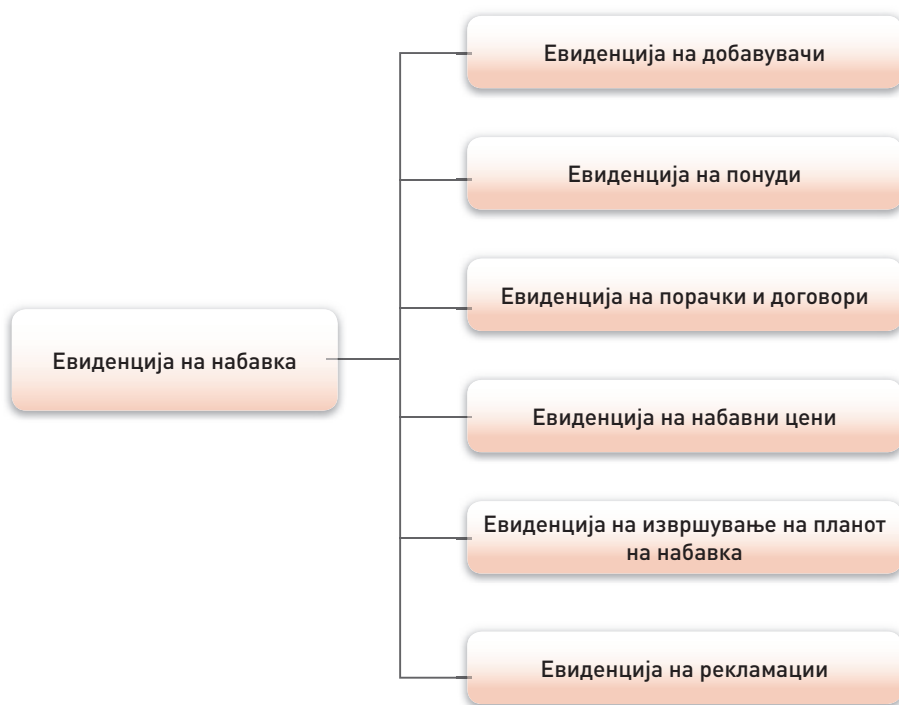 Евиденција на добавувачи
Евиденција на понуди
Евиденција на порачки и договори
Евиденција на набавка
Евиденција на набавни цени
Евиденција на извршување на планот
на набавка
Евиденција на рекламации